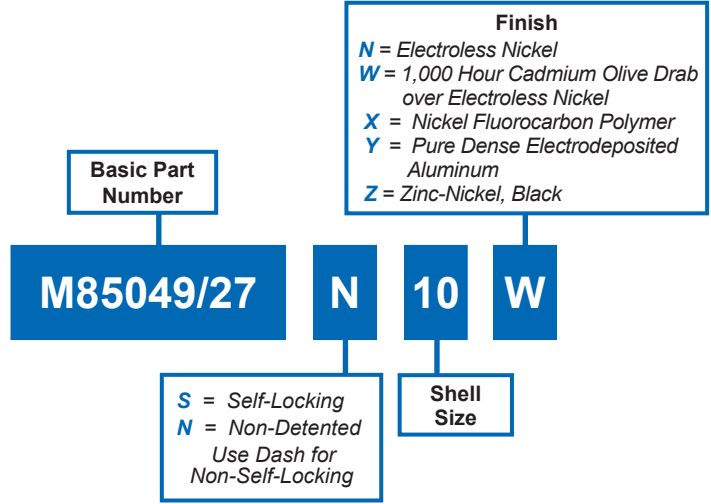 Finish
N = Electroless Nickel
W = 1,000 Hour Cadmium Olive Drab
over Electroless Nickel
X = Nickel Fluorocarbon Polymer
Y = Pure Dense Electrodeposited
Aluminum
Z = Zinc-Nickel, Black
Basic Part
Number
M85049/27 N 10 W
S = Self-Locking
N = Non-Detented
Use Dash for
Non-Self-Locking
Shell
Size